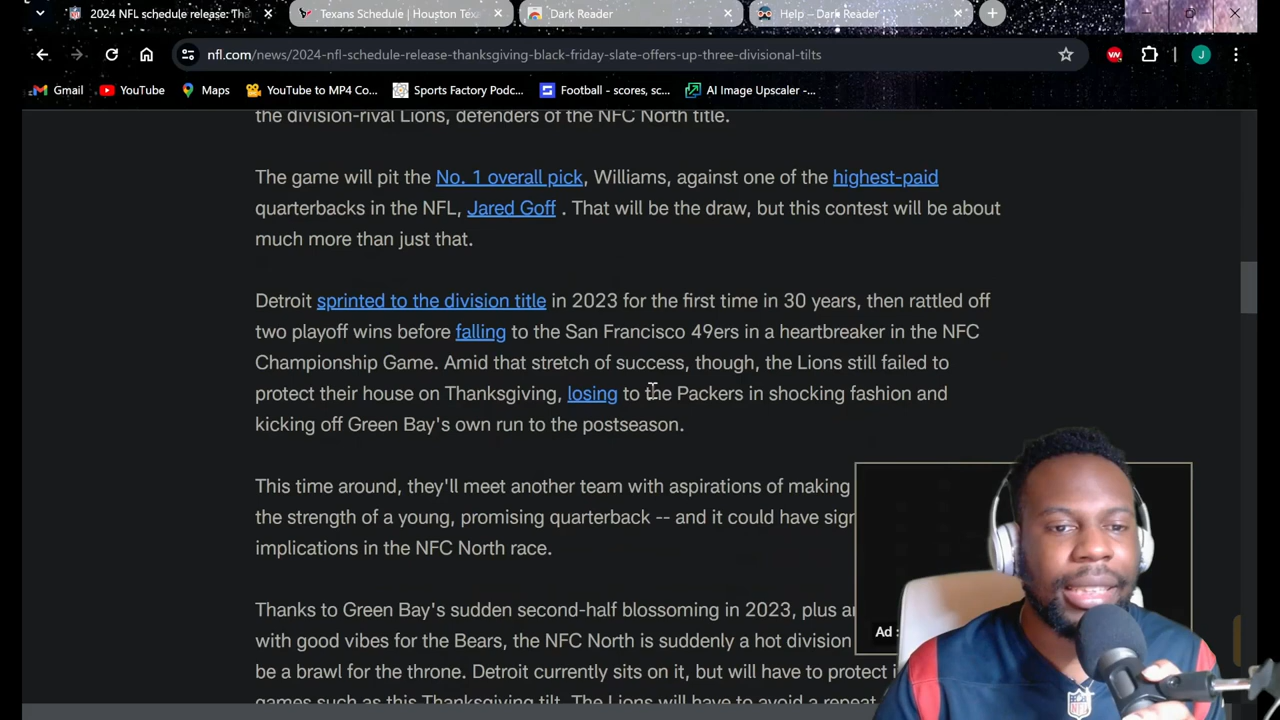 2024 NFL schedule release: Tha
Texans Schedule | Houston Tex
Dark Reader
Help – Dark Reader
nfl.com/news/2024-nfl-schedule-release-thanksgiving-black-friday-slate-offers-up-three-divisional-tilts
J
Gmail
YouTube
Maps
YouTube to MP4 Co...
Sports Factory Podc...
Football - scores, sc...
AI Image Upscaler -...
the division-rival Lions, defenders of the NFC North title.
The game will pit the No. 1 overall pick, Williams, against one of the highest-paid
quarterbacks in the NFL, Jared Goff . That will be the draw, but this contest will be about
much more than just that.
Detroit sprinted to the division title in 2023 for the first time in 30 years, then rattled off
two playoff wins before falling to the San Francisco 49ers in a heartbreaker in the NFC
Championship Game. Amid that stretch of success, though, the Lions still failed to
protect their house on Thanksgiving, losing to the Packers in shocking fashion and
kicking off Green Bay's own run to the postseason.
This time around, they'll meet another team with aspirations of making
the strength of a young, promising quarterback -- and it could have sign
implications in the NFC North race.
Thanks to Green Bay's sudden second-half blossoming in 2023, plus an
with good vibes for the Bears, the NFC North is suddenly a hot division
be a brawl for the throne. Detroit currently sits on it, but will have to protect i
games such as this Thanksgiving tilt. The Lions will have to avoid a repeat
Ad :
NFL